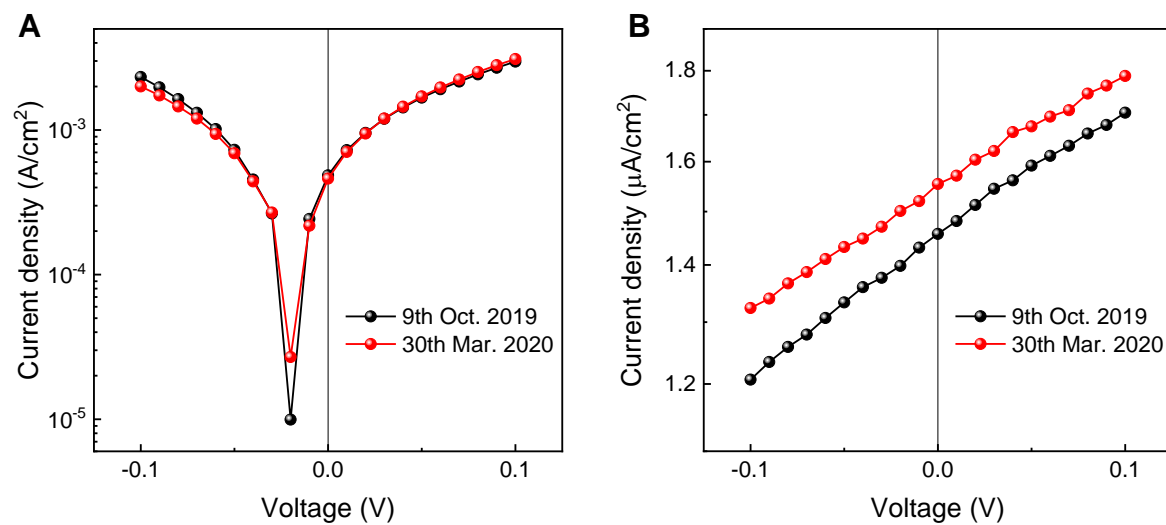 A
Current density (A/cm²)
10⁻³
10⁻⁴
10⁻⁵
9th Oct. 2019
30th Mar. 2020
-0.1
0.0
0.1
Voltage (V)
B
Current density (μA/cm²)
1.8
1.6
1.4
1.2
9th Oct. 2019
30th Mar. 2020
-0.1
0.0
0.1
Voltage (V)